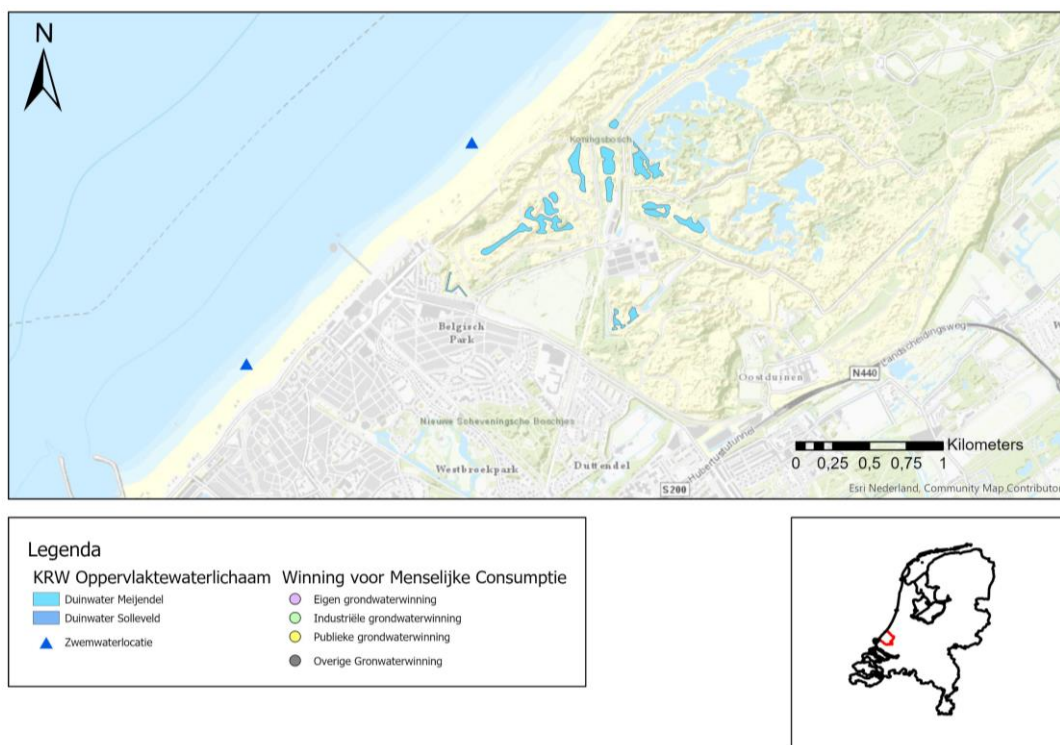 N
Koningsbosch
Belgisch
Park
Landscheidingsweg
Oostduinen
N440
Nieuwe Scheveningsche Boschjes
Hubertustunnel
Westbroekpark
Duttendel
S200
Kilometers
0 0,25 0,5 0,75 1
Esri Nederland, Community Map Contributor
Legenda
KRW Oppervlaktewaterlichaam
Duinwater Meijendel
Duinwater Solleveld
Zwemwaterlocatie
Winning voor Menselijke Consumptie
Eigen grondwaterwinning
Industriële grondwaterwinning
Publieke grondwaterwinning
Overige Gronwaterwinning